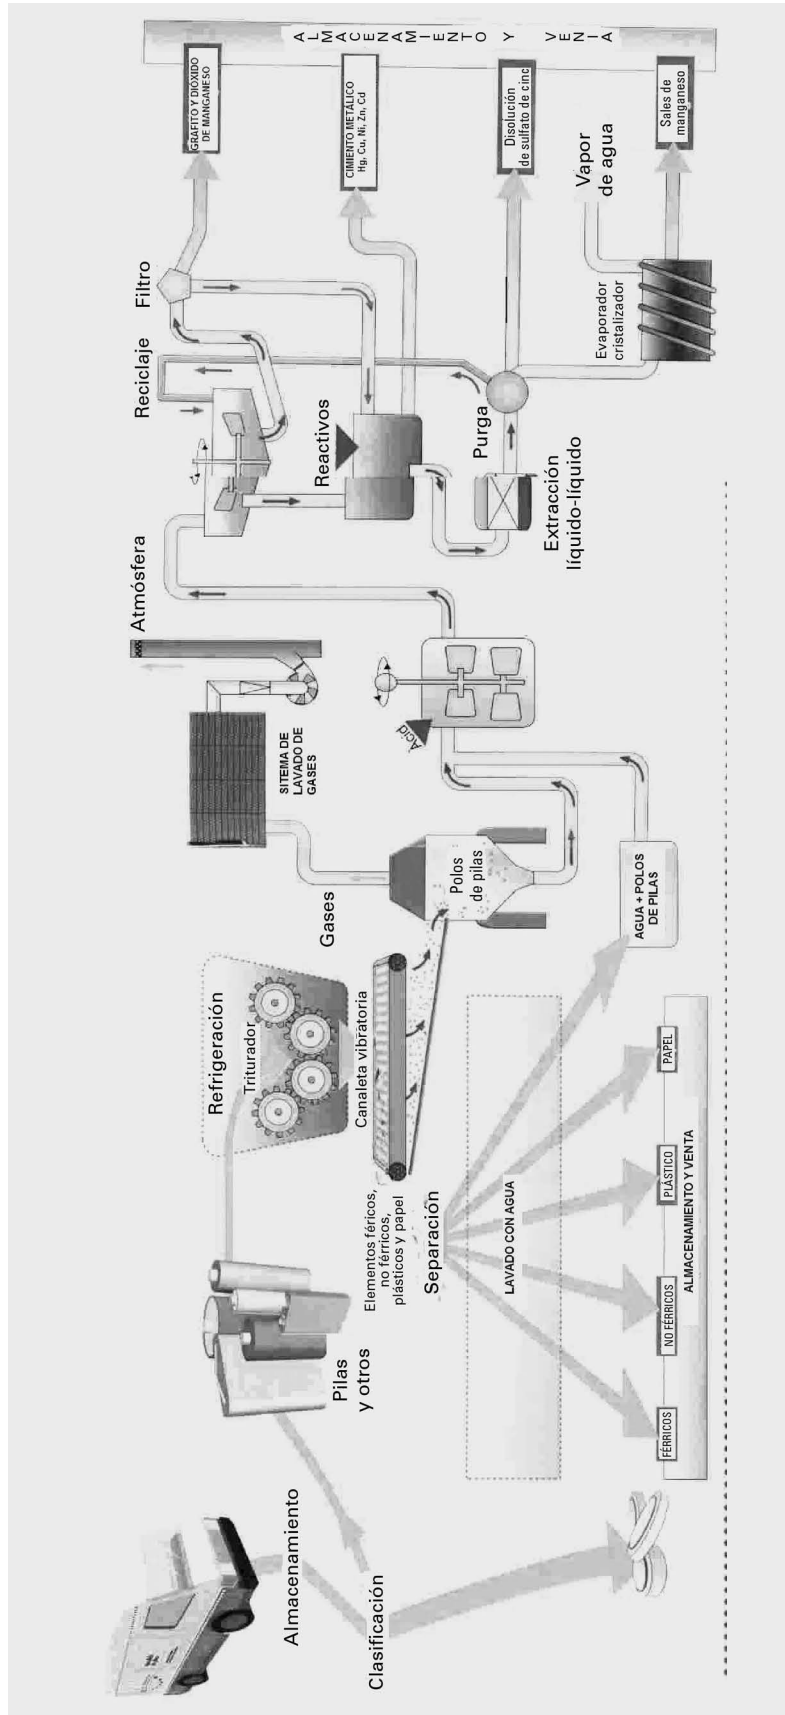 Almacenamiento
Clasificación
Pilas
y otros
Refrigeración
Triturador
Canaleta vibratoria
Elementos féricos,
no férricos,
plásticos y papel
Separación
LAVADO CON AGUA
FÉRRICOS
NO FÉRRICOS
PLÁSTICO
PAPEL
ALMACENAMIENTO Y VENTA
AGUA + POLOS
DE PILAS
Gases
Polos
de pilas
SITEMA DE
LAVADO DE
GASES
Atmósfera
Acid
Reciclaje
Filtro
Reactivos
Purga
Extracción
líquido-líquido
Evaporador
cristalizador
Vapor
de agua
GRAFITO Y DIOXIDO
DE MANGANESO
CIMIENTO METÁLICO
Hg, Cu, Ni, Zn, Cd
Disolución
de sulfato de cinc
Sales de
manganeso
ALMACENAMIENTO Y VENIA